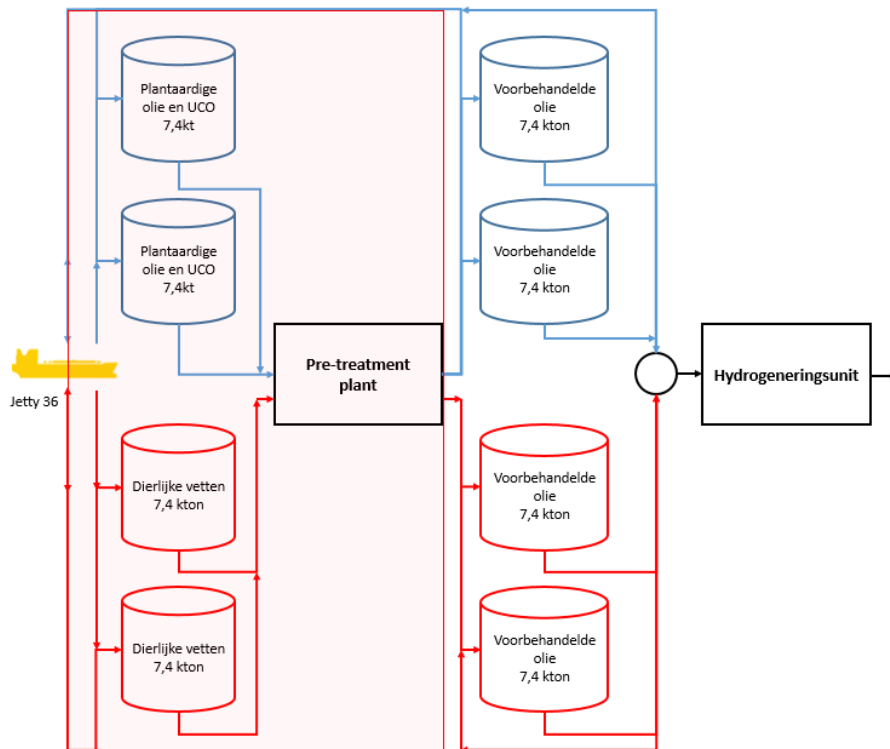 Plantaardige
olie en UCO
7,4kt
Voorbehandelde
olie
7,4 kton
Plantaardige
olie en UCO
7,4kt
Voorbehandelde
olie
7,4 kton
Jetty 36
Pre-treatment
plant
Hydrogeneringsunit
Dierlijke vetten
7,4 kton
Voorbehandelde
olie
7,4 kton
Dierlijke vetten
7,4 kton
Voorbehandelde
olie
7,4 kton